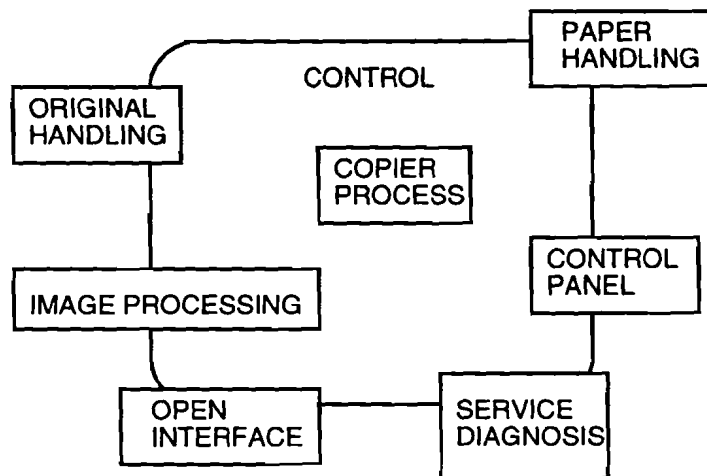 PAPER
HANDLING
CONTROL
ORIGINAL
HANDLING
COPIER
PROCESS
CONTROL
PANEL
IMAGE PROCESSING
OPEN
INTERFACE
SERVICE
DIAGNOSIS